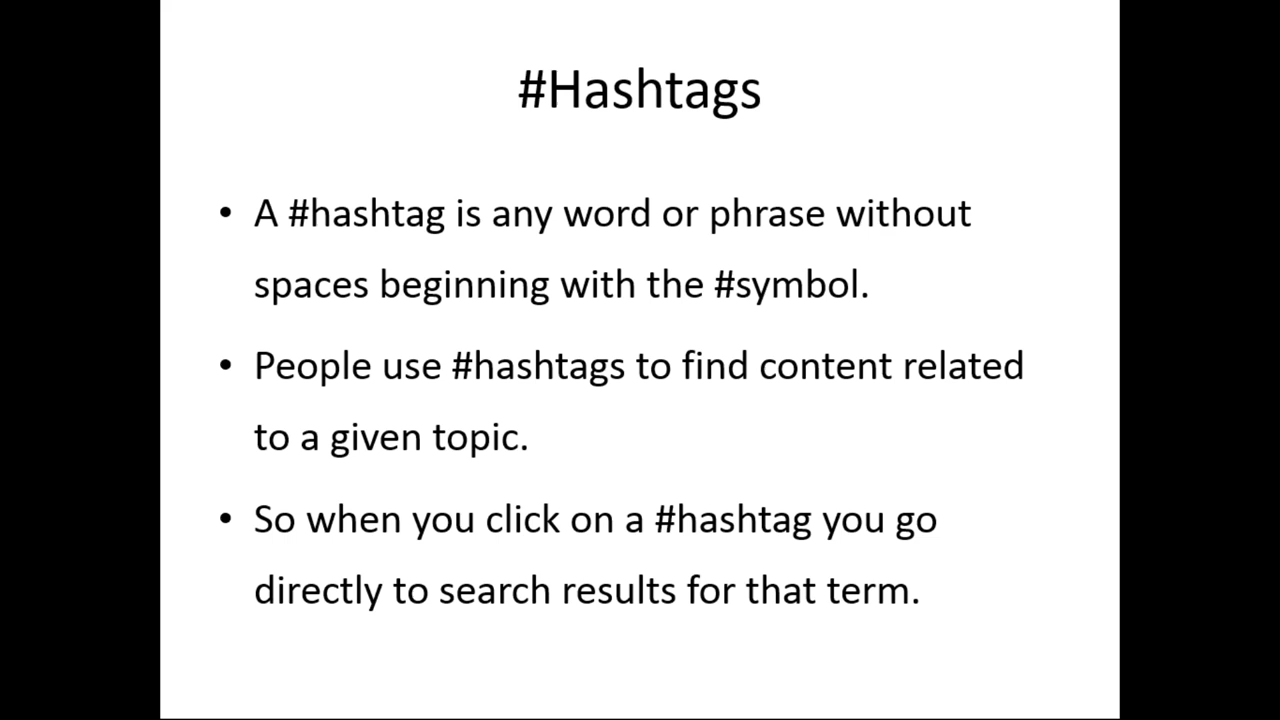 #Hashtags
• A #hashtag is any word or phrase without
spaces beginning with the #symbol.
• People use #hashtags to find content related
to a given topic.
• So when you click on a #hashtag you go
directly to search results for that term.